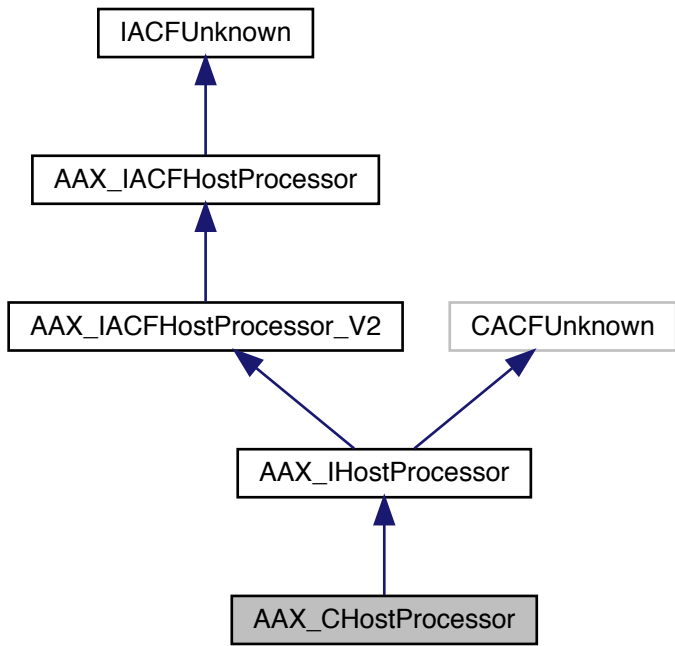 IACFUnknown
AAX_IACFHostProcessor
AAX_IACFHostProcessor_V2
CACFUnknown
AAX_IHostProcessor
AAX_CHostProcessor